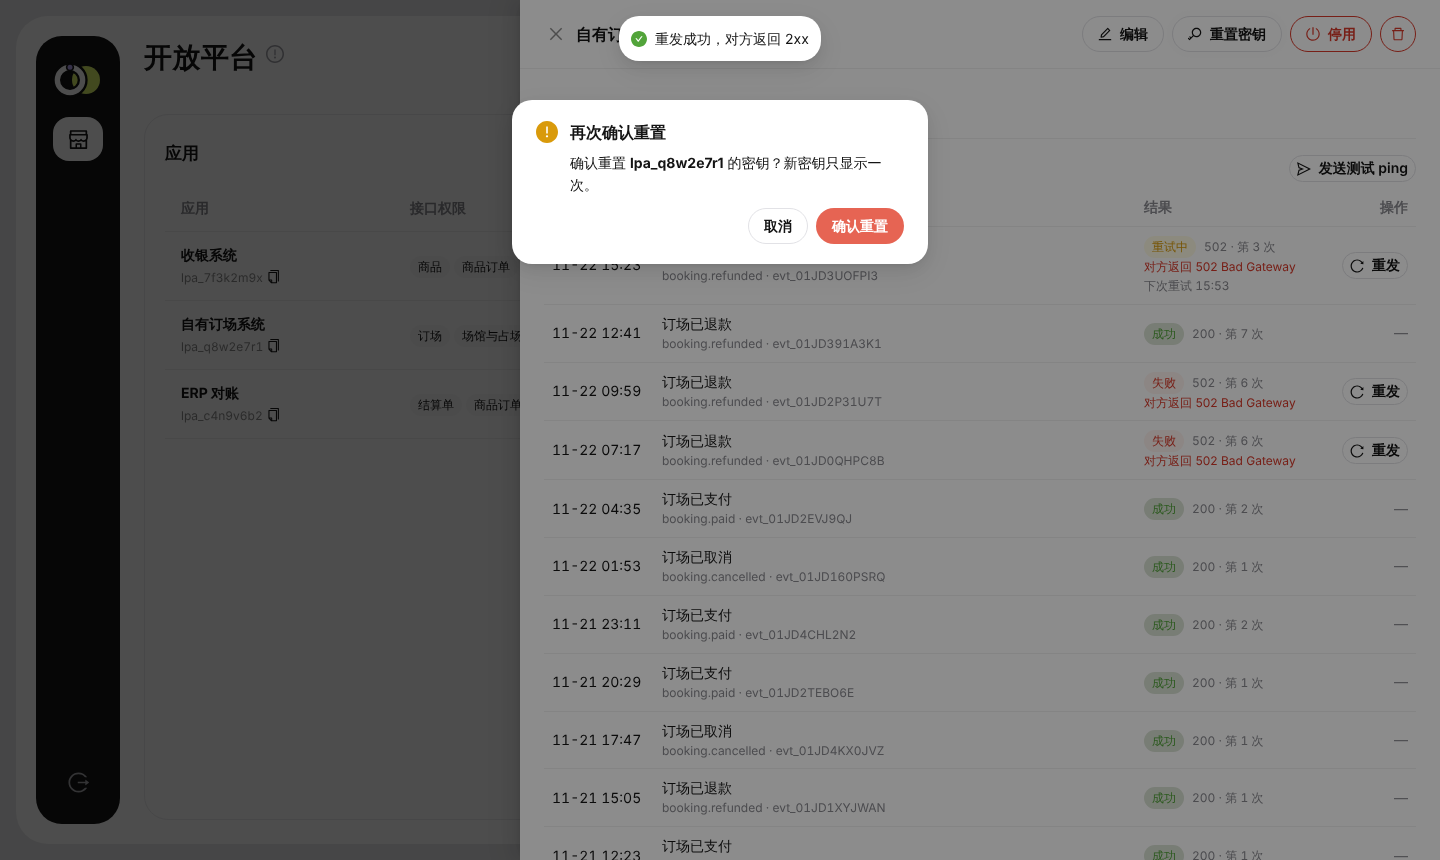 开放平台
应用
应用 接口权限
收银系统
lpa_7f3k2m9x
商品 商品订单
自有订场系统
lpa_q8w2e7r1
订场 场馆与占场
ERP 对账
lpa_c4n9v6b2
结算单 商品订单
自有订
编辑
重置密钥
停用
重发成功，对方返回 2xx
再次确认重置
确认重置 lpa_q8w2e7r1 的密钥？新密钥只显示一
次。
取消
确认重置
发送测试 ping
结果 操作
11-22 15:23
booking.refunded · evt_01JD3UOFPI3
重试中 502 · 第 3 次
对方返回 502 Bad Gateway
下次重试 15:53
重发
11-22 12:41
订场已退款
booking.refunded · evt_01JD391A3K1
成功 200 · 第 7 次
—
11-22 09:59
订场已退款
booking.refunded · evt_01JD2P31U7T
失败 502 · 第 6 次
对方返回 502 Bad Gateway
重发
11-22 07:17
订场已退款
booking.refunded · evt_01JD0QHPC8B
失败 502 · 第 6 次
对方返回 502 Bad Gateway
重发
11-22 04:35
订场已支付
booking.paid · evt_01JD2EVJ9QJ
成功 200 · 第 2 次
—
11-22 01:53
订场已取消
booking.cancelled · evt_01JD160PSRQ
成功 200 · 第 1 次
—
11-21 23:11
订场已支付
booking.paid · evt_01JD4CHL2N2
成功 200 · 第 2 次
—
11-21 20:29
订场已支付
booking.paid · evt_01JD2TEBO6E
成功 200 · 第 1 次
—
11-21 17:47
订场已取消
booking.cancelled · evt_01JD4KX0JVZ
成功 200 · 第 1 次
—
11-21 15:05
订场已退款
booking.refunded · evt_01JD1XYJWAN
成功 200 · 第 1 次
—
11-21 12:23
订场已支付
成功 200 · 第 1 次
—